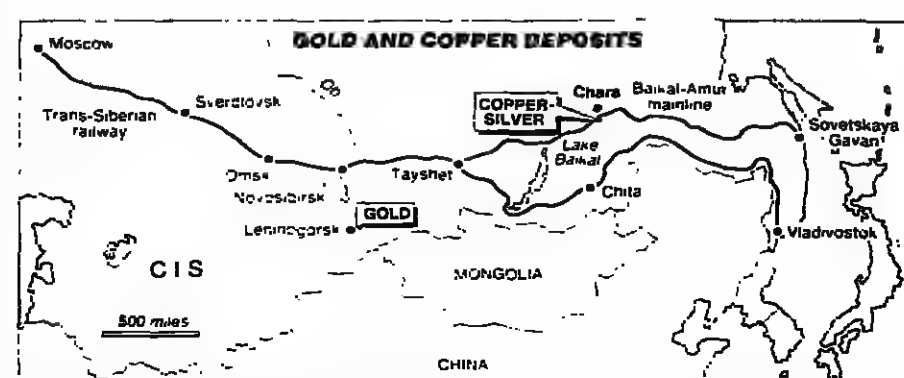 GOLD AND COPPER DEPOSITS
Moscow
Sverdlovsk
Trans-Siberian
railway
Omsk
Novosibirsk
Leninogorsk
GOLD
Tayshet
COPPER-
SILVER
Chara
Baikal-Amur
mainline
Lake
Baikal
Chita
Sovetskaya
Gavan
Vladivostok
CIS
MONGOLIA
500 miles
CHINA